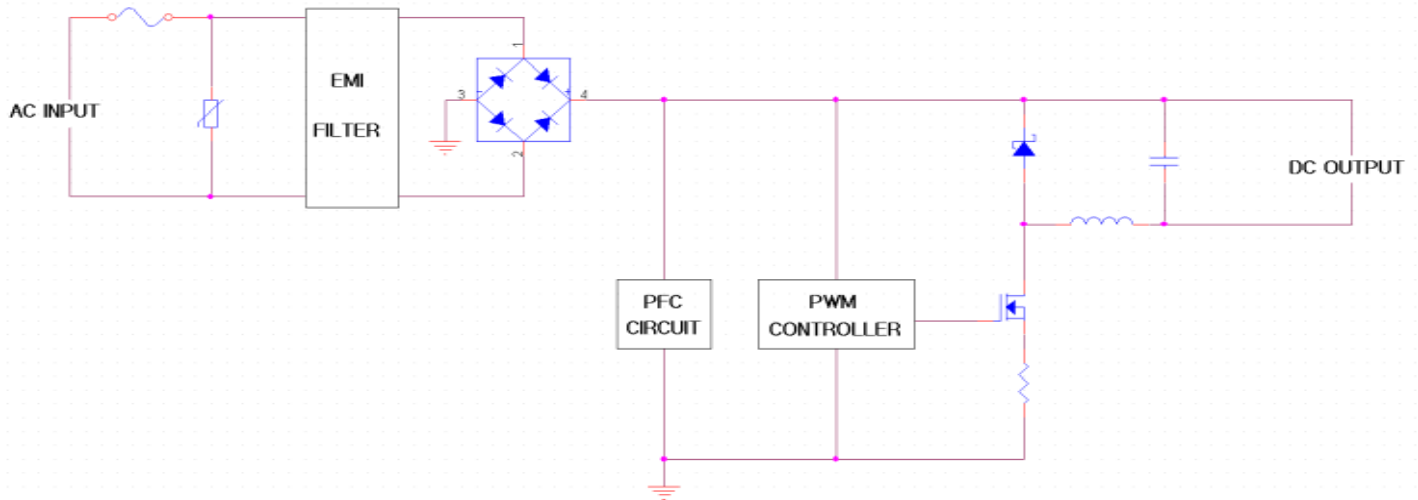 AC INPUT
EMI
FILTER
1
2
3
-
+
4
PFC
CIRCUIT
PWM
CONTROLLER
DC OUTPUT